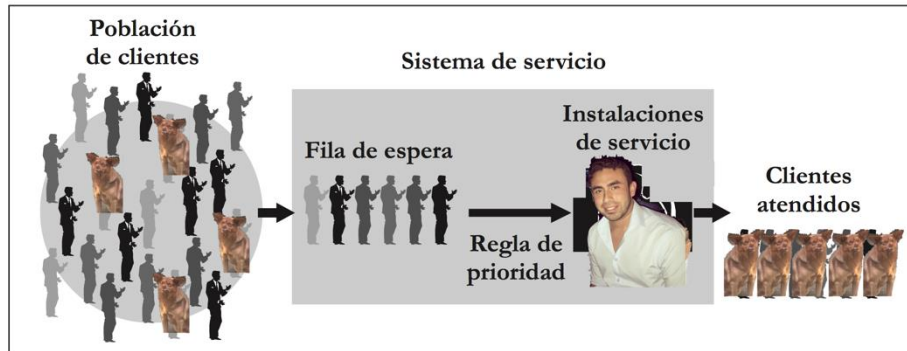 Población
de clientes
Sistema de servicio
Fila de espera
Instalaciones
de servicio
Regla de
prioridad
Clientes
atendidos